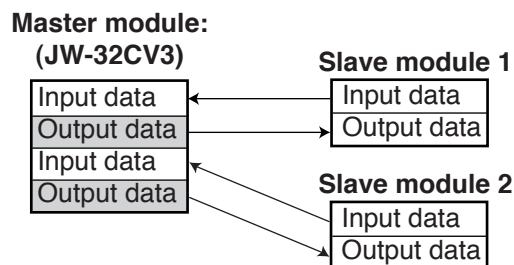 Master module:
(JW-32CV3)
Input data
Output data
Input data
Output data
Slave module 1
Input data
Output data
Slave module 2
Input data
Output data